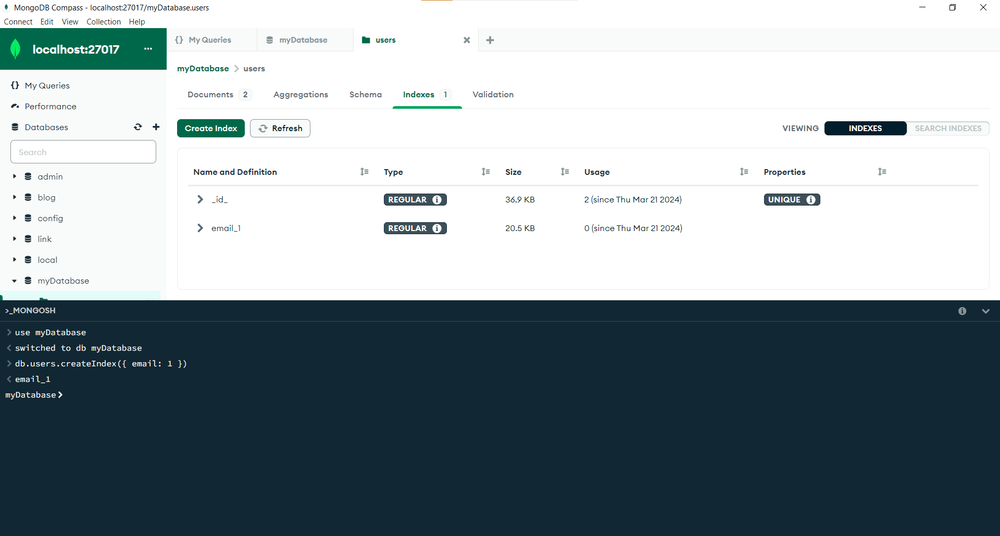 MongoDB Compass - localhost:27017/myDatabase.users
Connect Edit View Collection Help
localhost:27017 ···
My Queries
Performance
Databases
Search
admin
blog
config
link
local
myDatabase
{} My Queries myDatabase users
myDatabase > users
Documents 2 Aggregations Schema Indexes 1 Validation
Create Index Refresh VIEWING INDEXES SEARCH INDEXES
Name and Definition Type Size Usage Properties
_id_ REGULAR 36.9 KB 2 (since Thu Mar 21 2024) UNIQUE
email_1 REGULAR 20.5 KB 0 (since Thu Mar 21 2024)
>_MONGOSH
> use myDatabase
< switched to db myDatabase
> db.users.createIndex({ email: 1 })
< email_1
myDatabase>